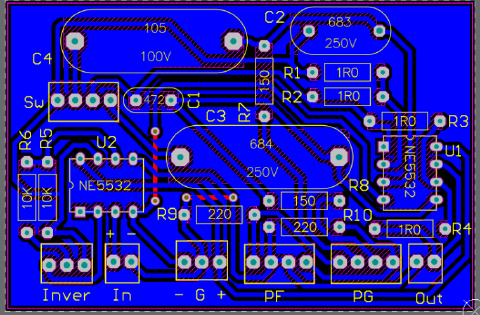 C2
683
250V
105
100V
C4
R1
1R0
R2
1R0
150
R7
Sw
472
C1
1R0
R3
C3
684
250V
NE5532
U1
R6
R5
U2
10K
10K
NE5532
R8
150
R9
220
220
R10
1R0
R4
+ -
Inver
In
- G +
PF
PG
Out